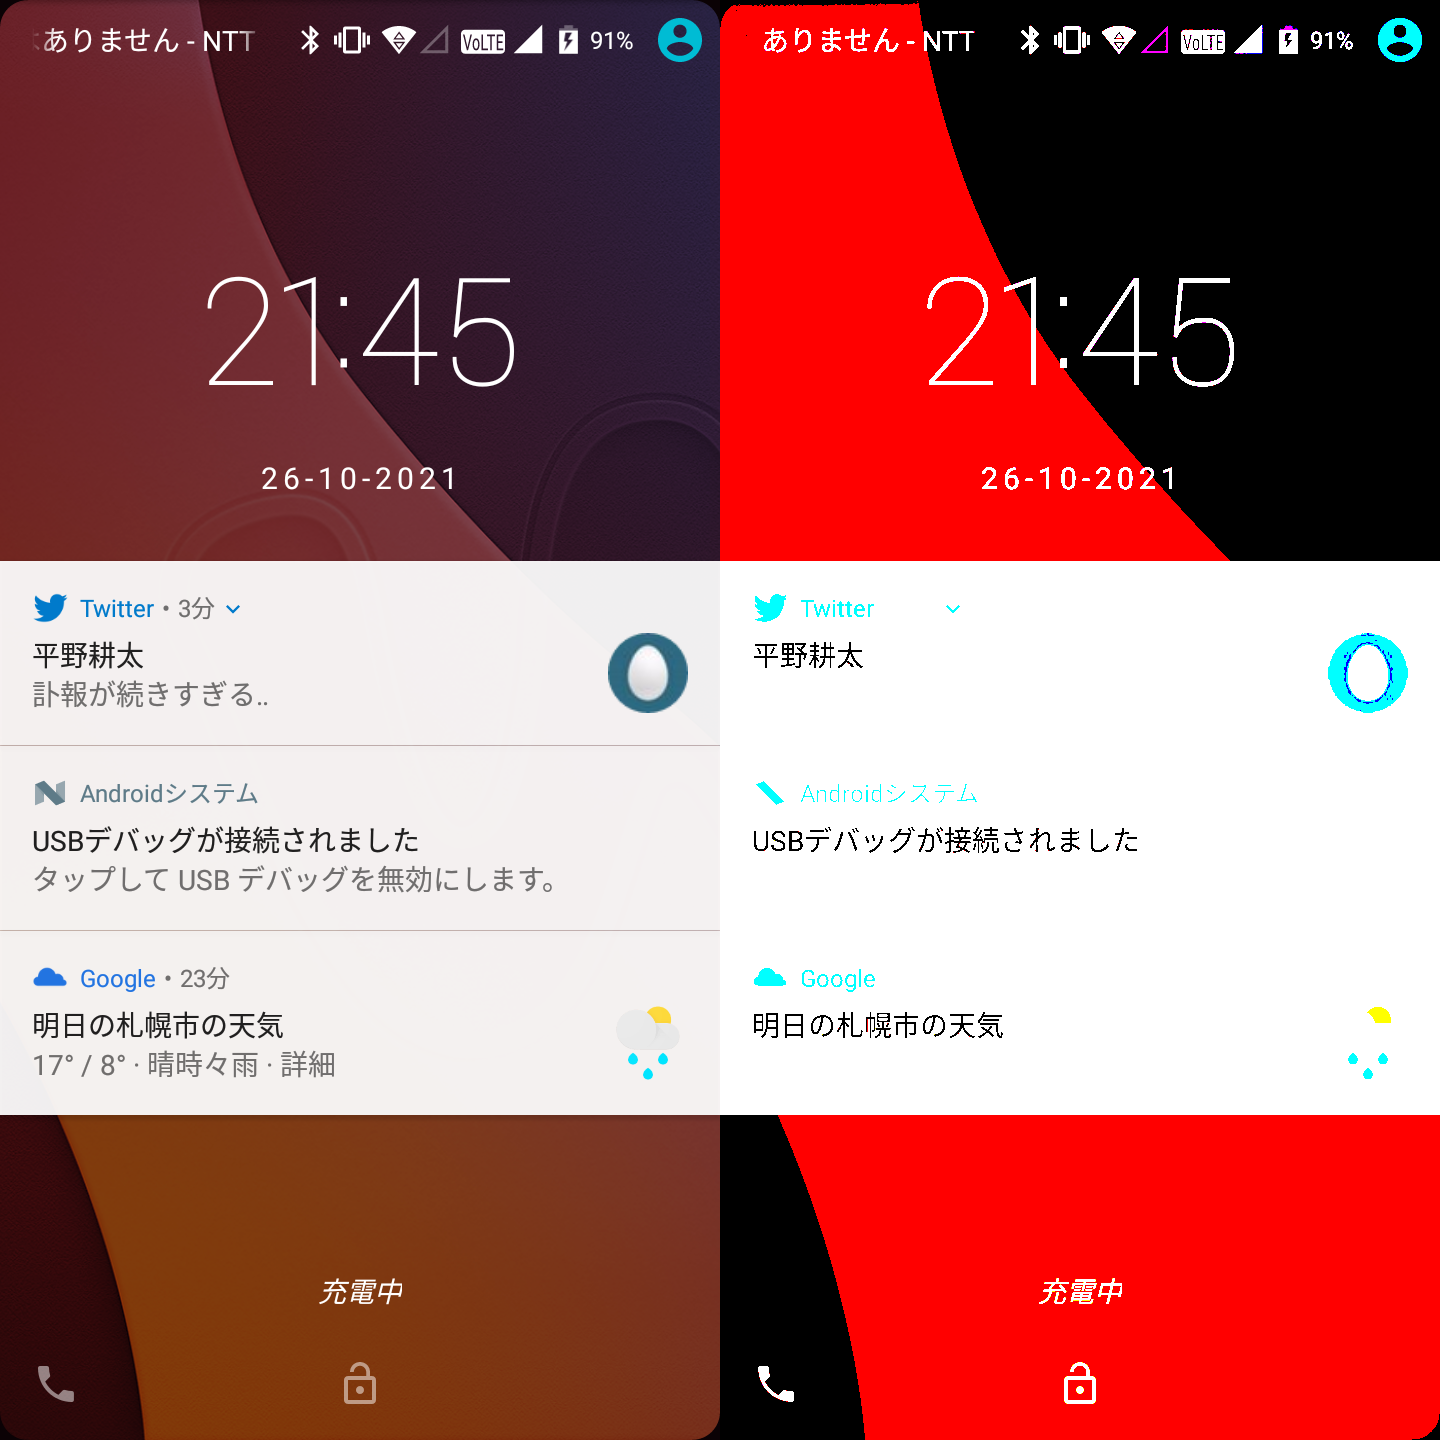 ありません - NTT VoLTE 91%
21:45
26-10-2021
Twitter • 3分
平野耕太
訃報が続きすぎる..
Androidシステム
USBデバッグが接続されました
タップして USB デバッグを無効にします。
Google • 23分
明日の札幌市の天気
17° / 8° · 晴時々雨 · 詳細
充電中
ありません - NTT VoLTE 91%
21:45
26-10-2021
Twitter
平野耕太
Androidシステム
USBデバッグが接続されました
Google
明日の札幌市の天気
充電中